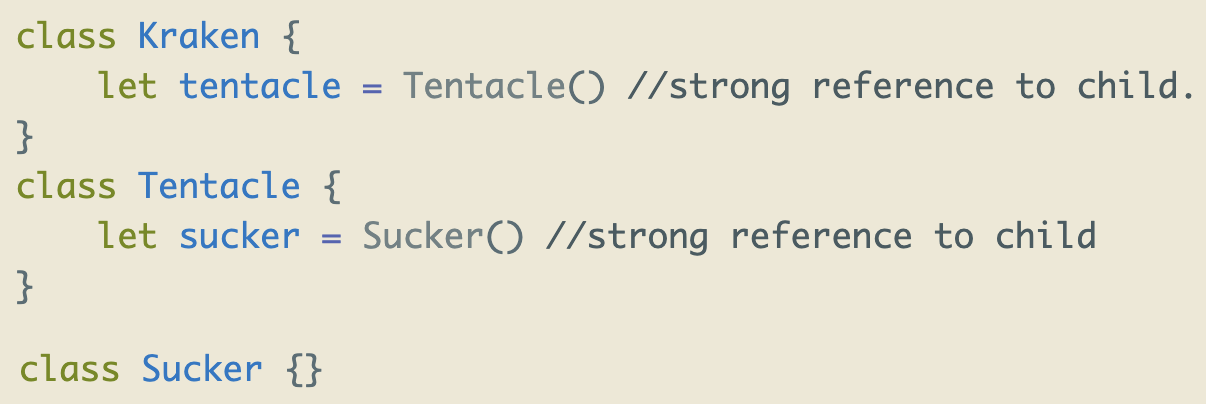 class Kraken {
    let tentacle = Tentacle() //strong reference to child.
}
class Tentacle {
    let sucker = Sucker() //strong reference to child
}
class Sucker {}